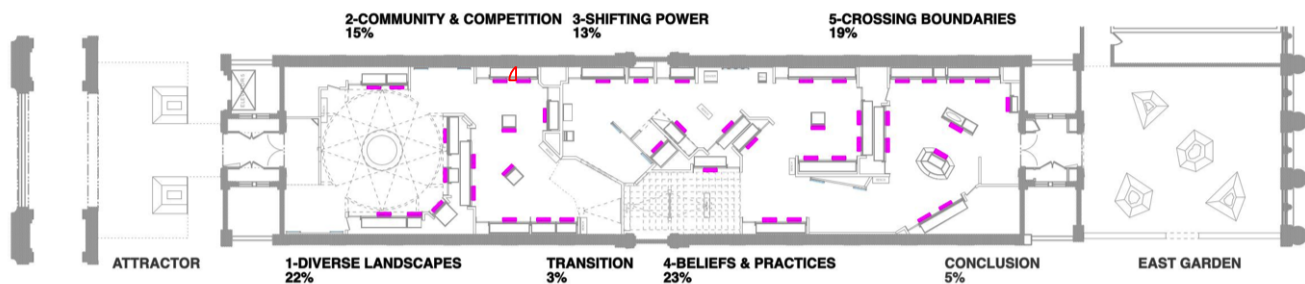 2-COMMUNITY & COMPETITION
15%
3-SHIFTING POWER
13%
5-CROSSING BOUNDARIES
19%
ATTRACTOR
1-DIVERSE LANDSCAPES
22%
TRANSITION
3%
4-BELIEFS & PRACTICES
23%
CONCLUSION
5%
EAST GARDEN